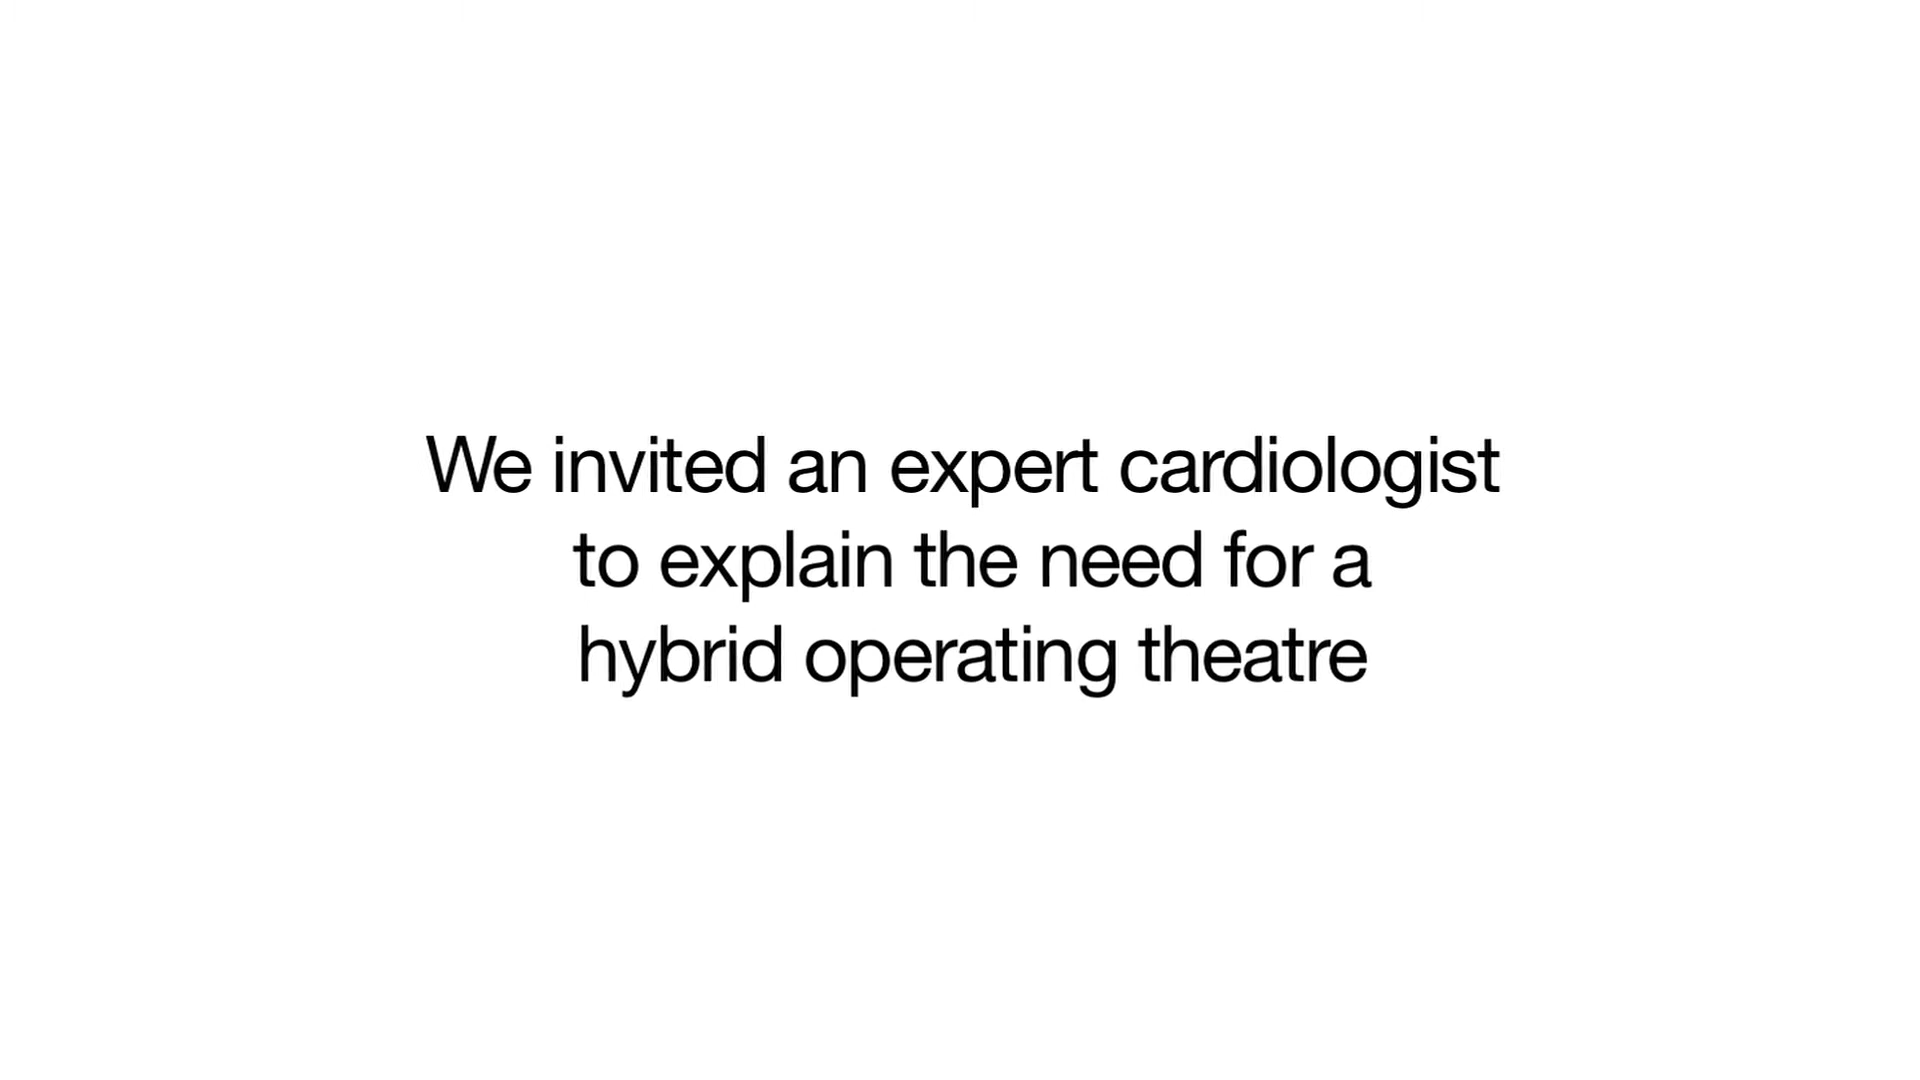 We invited an expert cardiologist
to explain the need for a
hybrid operating theatre